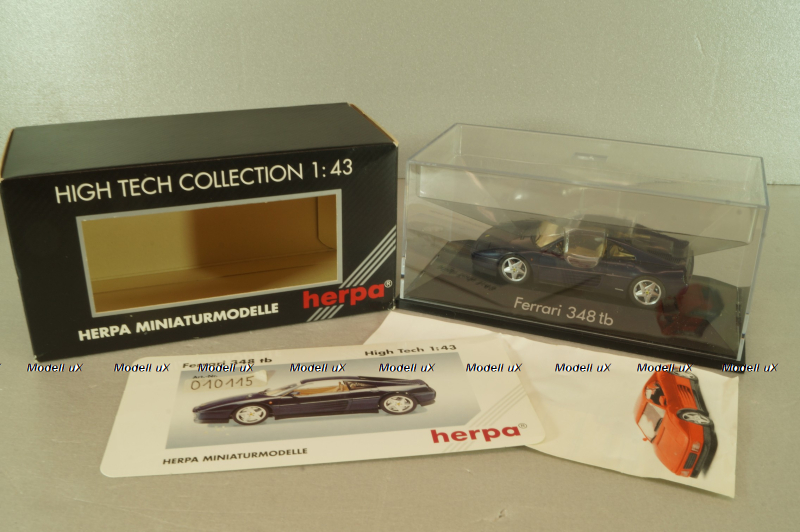 HIGH TECH COLLECTION 1:43
herpa®
HERPA MINIATURMODELLE
Ferrari 348 tb
Modell uX Modell uX Modell uX Modell uX Modell uX Modell uX Modell uX Modell uX Modell uX
Ferrari 348 tb High Tech 1:43
010115
herpa®
HERPA MINIATURMODELLE